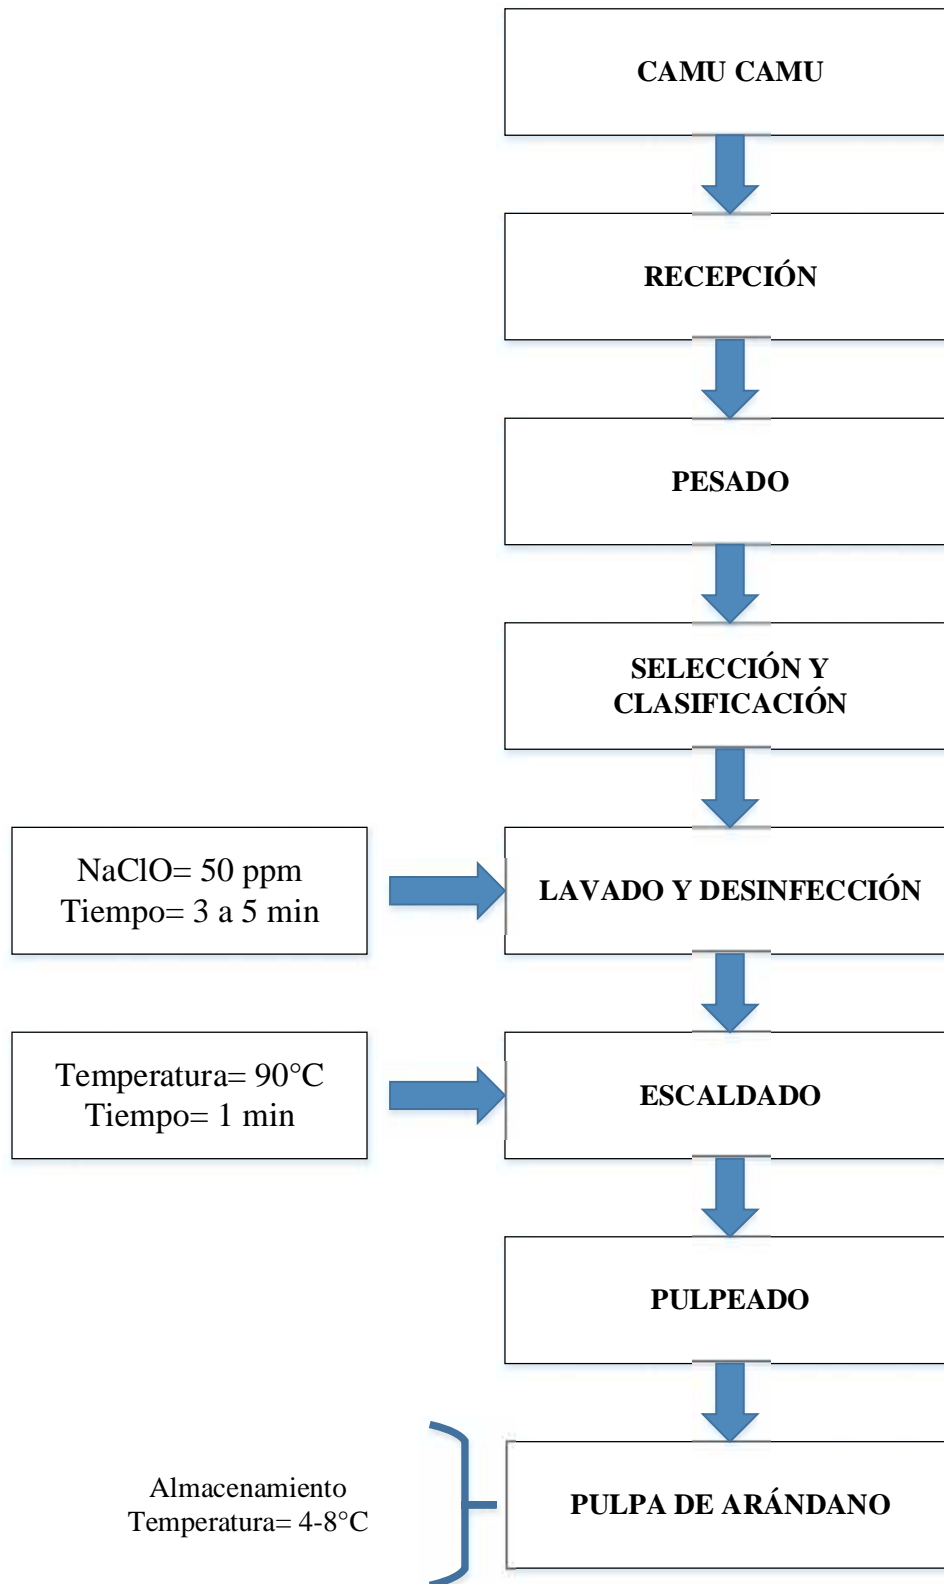 CAMU CAMU
RECEPCIÓN
PESADO
SELECCIÓN Y
CLASIFICACIÓN
NaClO= 50 ppm
Tiempo= 3 a 5 min
LAVADO Y DESINFECCIÓN
Temperatura= 90°C
Tiempo= 1 min
ESCALDADO
PULPEADO
Almacenamiento
Temperatura= 4-8°C
PULPA DE ARÁNDANO